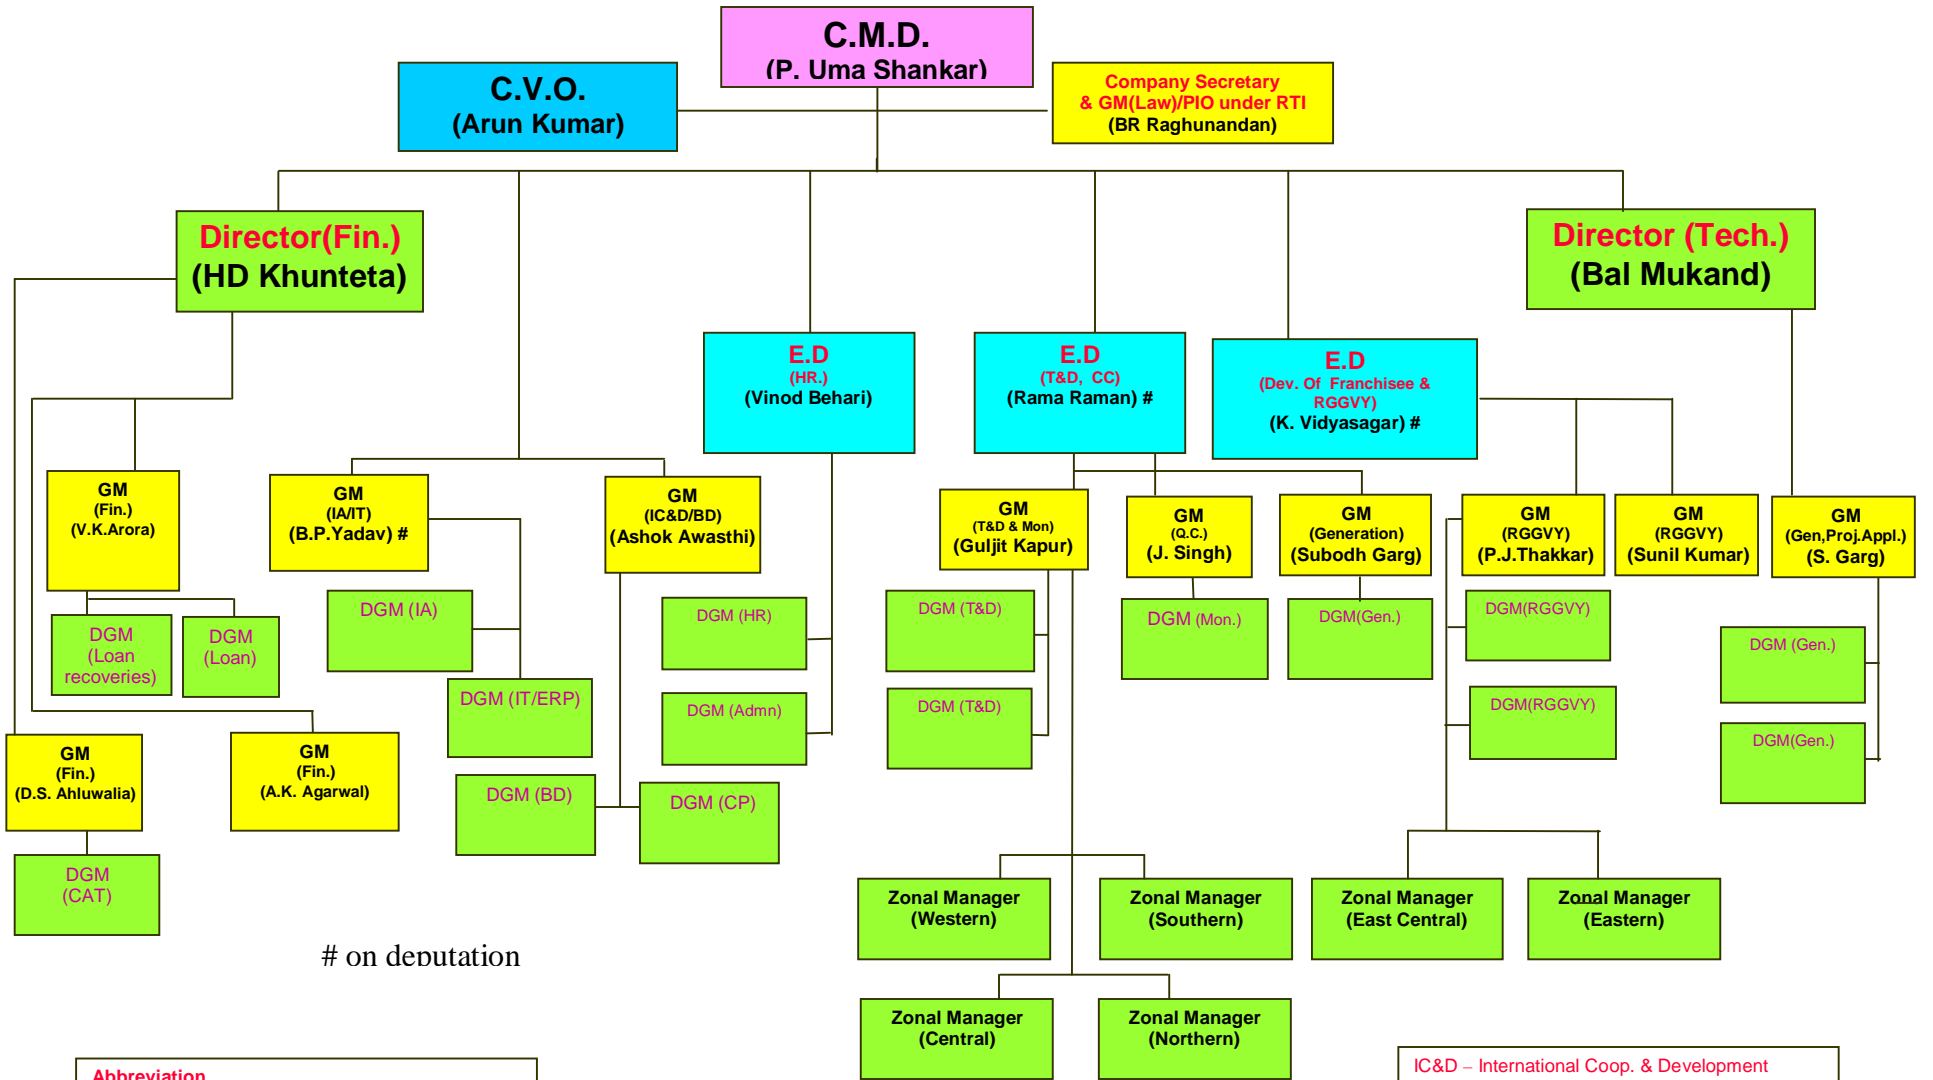 C.M.D.
(P. Uma Shankar)
C.V.O.
(Arun Kumar)
Company Secretary
& GM(Law)/PIO under RTI
(BR Raghunandan)
Director(Fin.)
(HD Khunteta)
Director (Tech.)
(Bal Mukand)
E.D
(HR.)
(Vinod Behari)
E.D
(T&D, CC)
(Rama Raman) #
E.D
(Dev. Of Franchisee &
RGGVY)
(K. Vidyasagar) #
GM
(Fin.)
(V.K.Arora)
GM
(IA/IT)
(B.P.Yadav) #
GM
(IC&D/BD)
(Ashok Awasthi)
GM
(T&D & Mon)
(Guljit Kapur)
GM
(Q.C.)
(J. Singh)
GM
(Generation)
(Subodh Garg)
GM
(RGGVY)
(P.J.Thakkar)
GM
(RGGVY)
(Sunil Kumar)
GM
(Gen,Proj.Appl.)
(S. Garg)
DGM
(Loan
recoveries)
DGM
(Loan)
DGM (IA)
DGM (HR)
DGM (T&D)
DGM (Mon.)
DGM(Gen.)
DGM(RGGVY)
DGM (Gen.)
DGM (IT/ERP)
DGM (Admn)
DGM (T&D)
DGM(RGGVY)
DGM(Gen.)
GM
(Fin.)
(D.S. Ahluwalia)
GM
(Fin.)
(A.K. Agarwal)
DGM (BD)
DGM (CP)
DGM
(CAT)
Zonal Manager
(Western)
Zonal Manager
(Southern)
Zonal Manager
(East Central)
Zonal Manager
(Eastern)
# on deputation
Zonal Manager
(Central)
Zonal Manager
(Northern)
Abbreviation
IC&D – International Coop. & Development